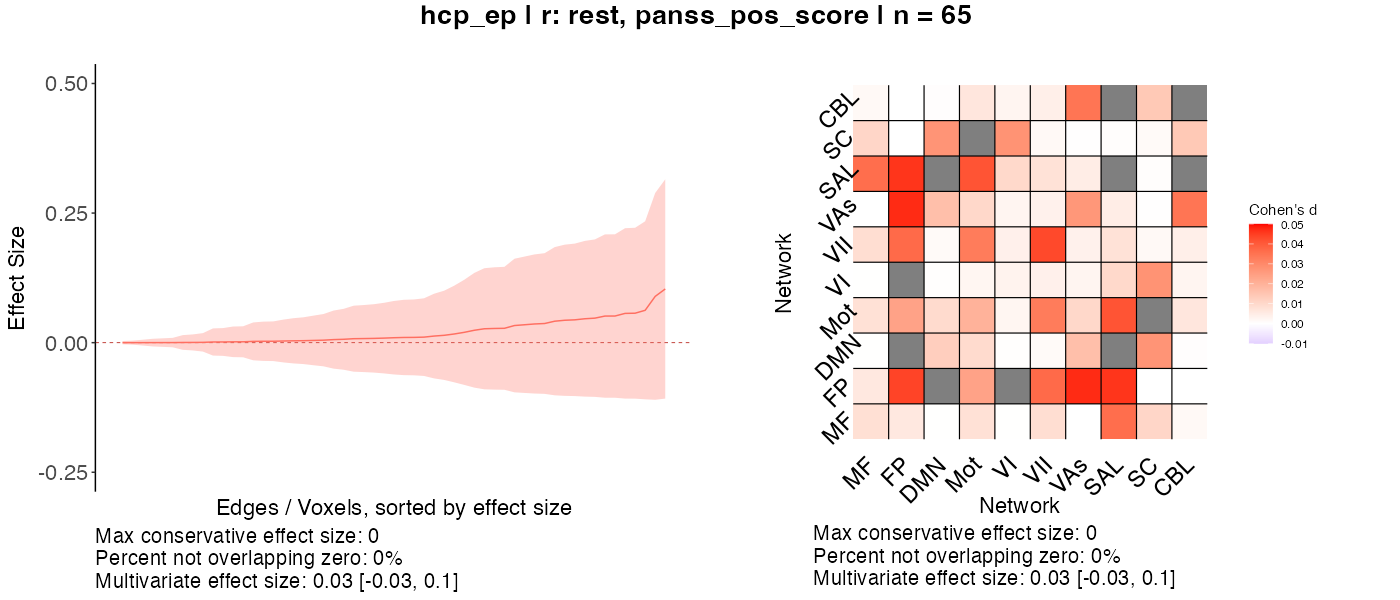 hcp_ep | r: rest, panss_pos_score | n = 65
0.50
0.25
0.00
-0.25
Effect Size
Edges / Voxels, sorted by effect size
Max conservative effect size: 0
Percent not overlapping zero: 0%
Multivariate effect size: 0.03 [-0.03, 0.1]
CBL
SC
SAL
VAs
VII
VI
Mot
DMN
FP
MF
Network
MF
FP
DMN
Mot
VI
VII
VAs
SAL
SC
CBL
Network
Max conservative effect size: 0
Percent not overlapping zero: 0%
Multivariate effect size: 0.03 [-0.03, 0.1]
Cohen's d
0.05
0.04
0.03
0.02
0.01
0.00
-0.01